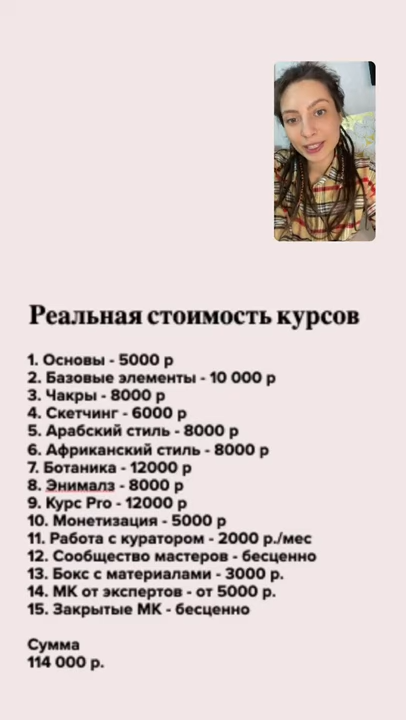 Реальная стоимость курсов
1. Основы - 5000 р
2. Базовые элементы - 10 000 р
3. Чакры - 8000 р
4. Скетчинг - 6000 р
5. Арабский стиль - 8000 р
6. Африканский стиль - 8000 р
7. Ботаника - 12000 р
8. Энималз - 8000 р
9. Курс Pro - 12000 р
10. Монетизация - 5000 р
11. Работа с куратором - 2000 р./мес
12. Сообщество мастеров - бесценно
13. Бокс с материалами - 3000 р.
14. МК от экспертов - от 5000 р.
15. Закрытые МК - бесценно
Сумма
114 000 р.